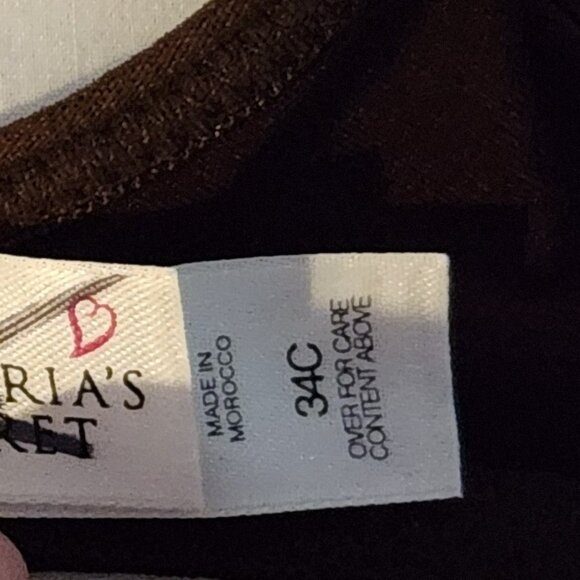 RIA'S
RET
MADE IN
MOROCCO
34C
OVER FOR CARE
CONTENT ABOVE